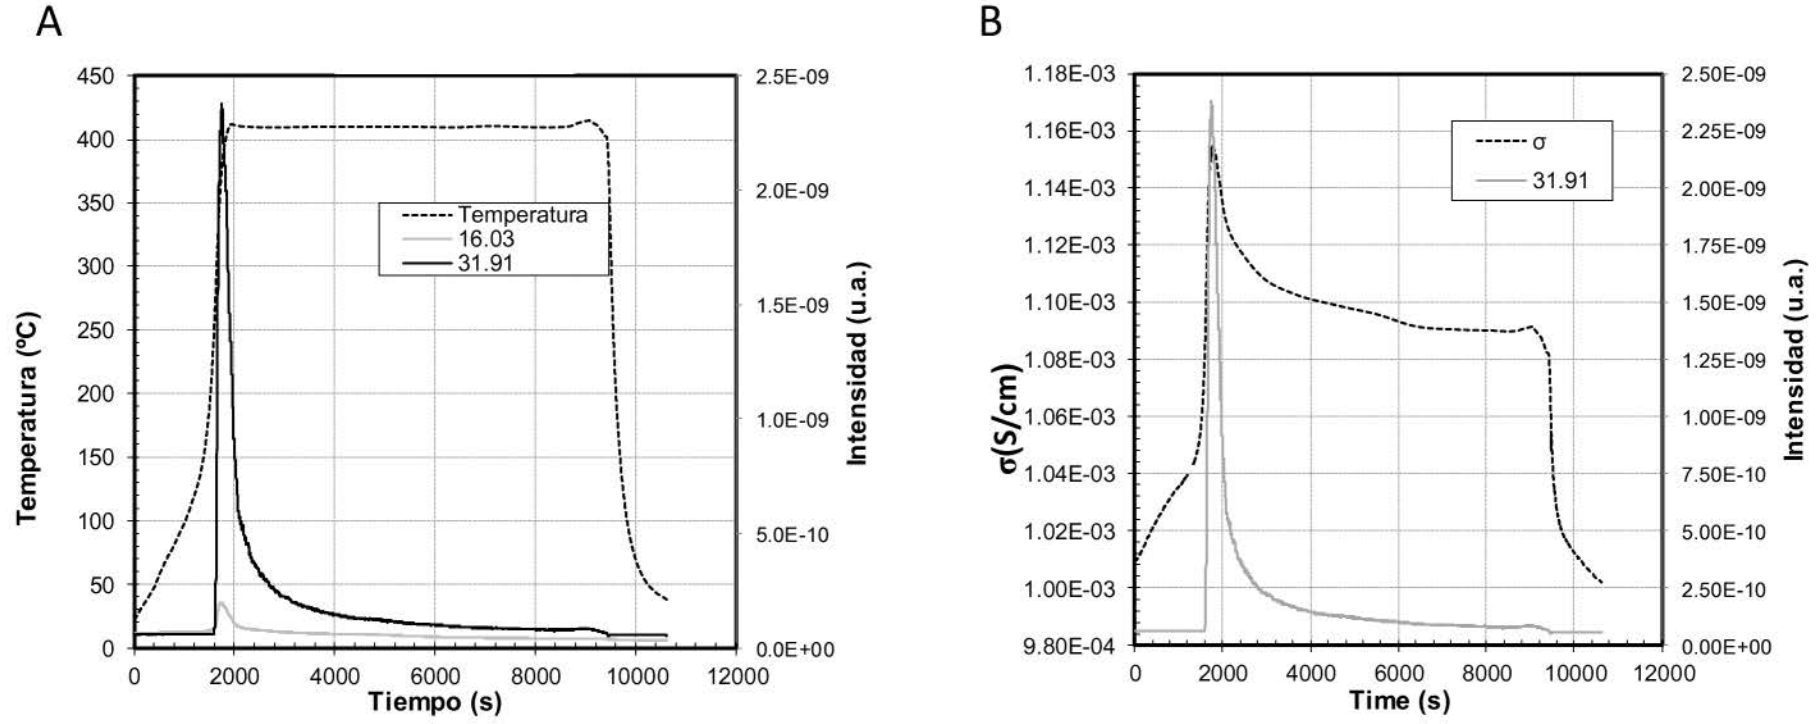 A
450
400
350
300
250
200
150
100
50
0
Temperatura (ºC)
0
2000
4000
6000
8000
10000
12000
Tiempo (s)
2.5E-09
2.0E-09
1.5E-09
1.0E-09
5.0E-10
0.0E+00
Intensidad (u.a.)
Temperatura
16.03
31.91
B
1.18E-03
1.16E-03
1.14E-03
1.12E-03
1.10E-03
1.08E-03
1.06E-03
1.04E-03
1.02E-03
1.00E-03
9.80E-04
σ(S/cm)
0
2000
4000
6000
8000
10000
12000
Time (s)
2.50E-09
2.25E-09
2.00E-09
1.75E-09
1.50E-09
1.25E-09
1.00E-09
7.50E-10
5.00E-10
2.50E-10
0.00E+00
Intensidad (u.a.)
σ
31.91